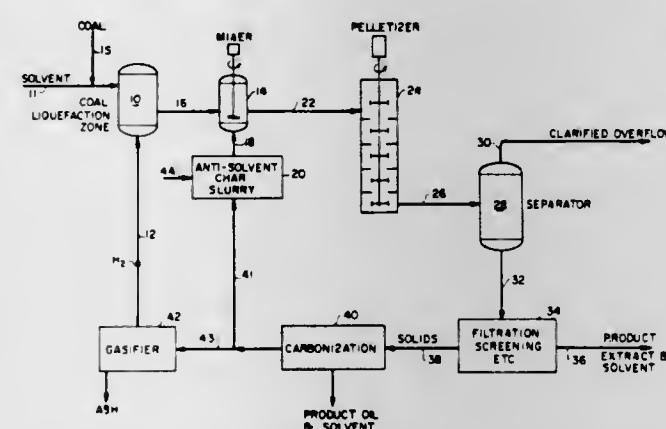 COAL
15
SOLVENT
11
COAL
LIQUEFACTION
ZONE
10
16
MIXER
14
18
22
44
ANTI-SOLVENT
CHAR
SLURRY
20
PELLETIZER
24
26
30
CLARIFIED OVERFLOW
28
SEPARATOR
32
12
H2
41
42
GASIFIER
43
ASH
40
CARBONIZATION
PRODUCT OIL
& SOLVENT
SOLIDS
38
34
FILTRATION
SCREENING
ETC
PRODUCT
36
EXTRACT &
SOLVENT